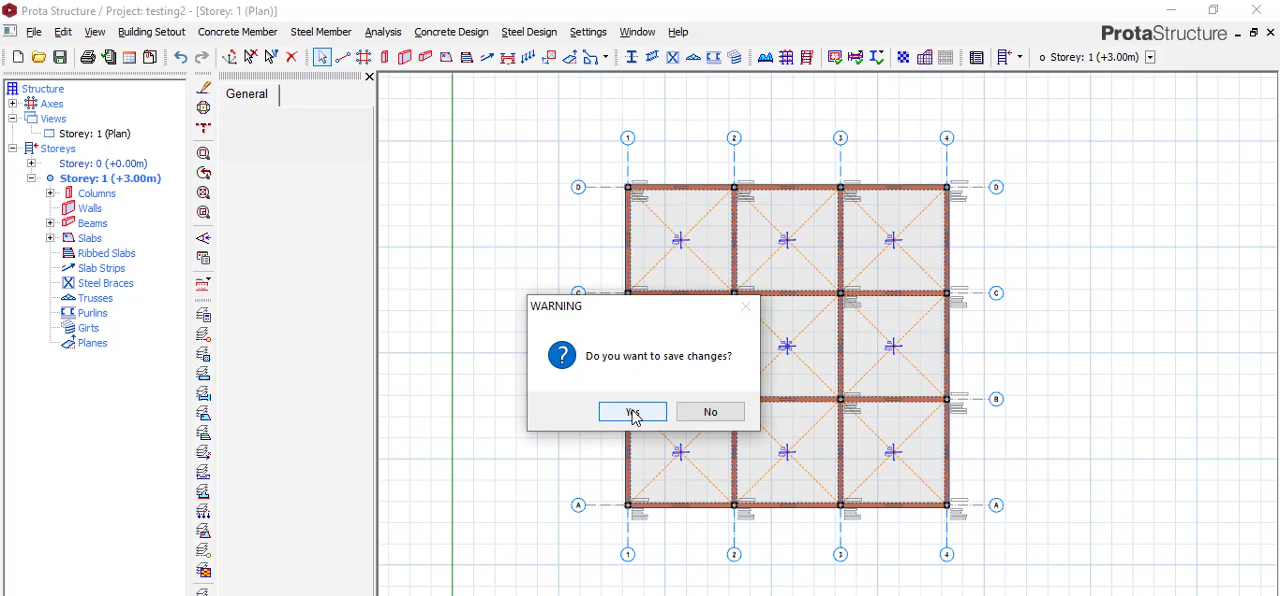 Prota Structure / Project: testing2 - [Storey: 1 (Plan)]
File Edit View Building Setout Concrete Member Steel Member Analysis Concrete Design Steel Design Settings Window Help
ProtaStructure
Storey: 1 (+3.00m)
Structure
Axes
Views
Storey: 1 (Plan)
Storeys
Storey: 0 (+0.00m)
Storey: 1 (+3.00m)
Columns
Walls
Beams
Slabs
Ribbed Slabs
Slab Strips
Steel Braces
Trusses
Purlins
Girts
Planes
General
1 2 3 4
D D
C C
B
A A
1 2 3 4
WARNING
Do you want to save changes?
Yes No